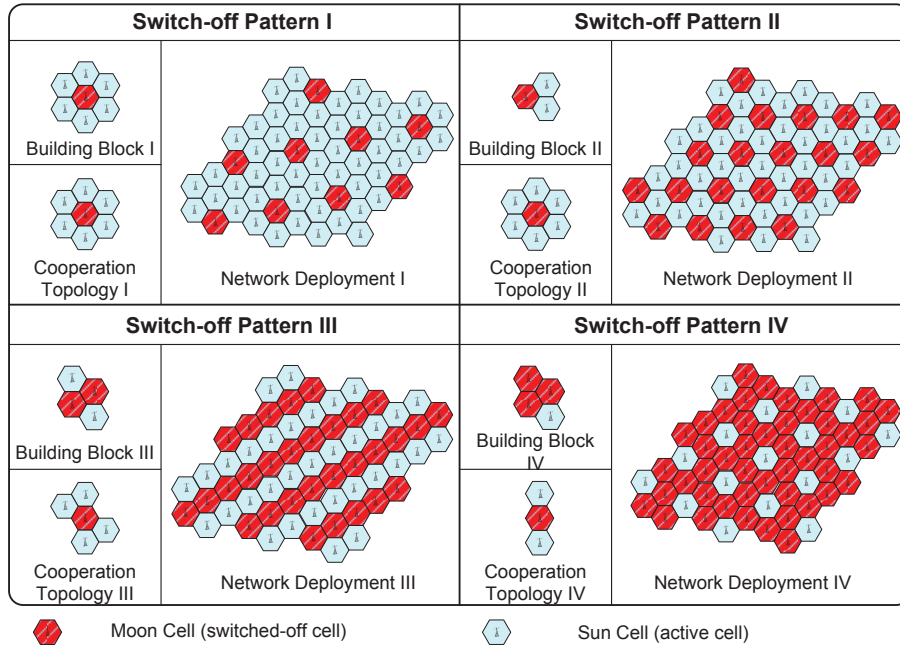 Switch-off Pattern I
Building Block I
Cooperation
Topology I
Network Deployment I
Switch-off Pattern II
Building Block II
Cooperation
Topology II
Network Deployment II
Switch-off Pattern III
Building Block III
Cooperation
Topology III
Network Deployment III
Switch-off Pattern IV
Building Block
IV
Cooperation
Topology IV
Network Deployment IV
Moon Cell (switched-off cell)
Sun Cell (active cell)